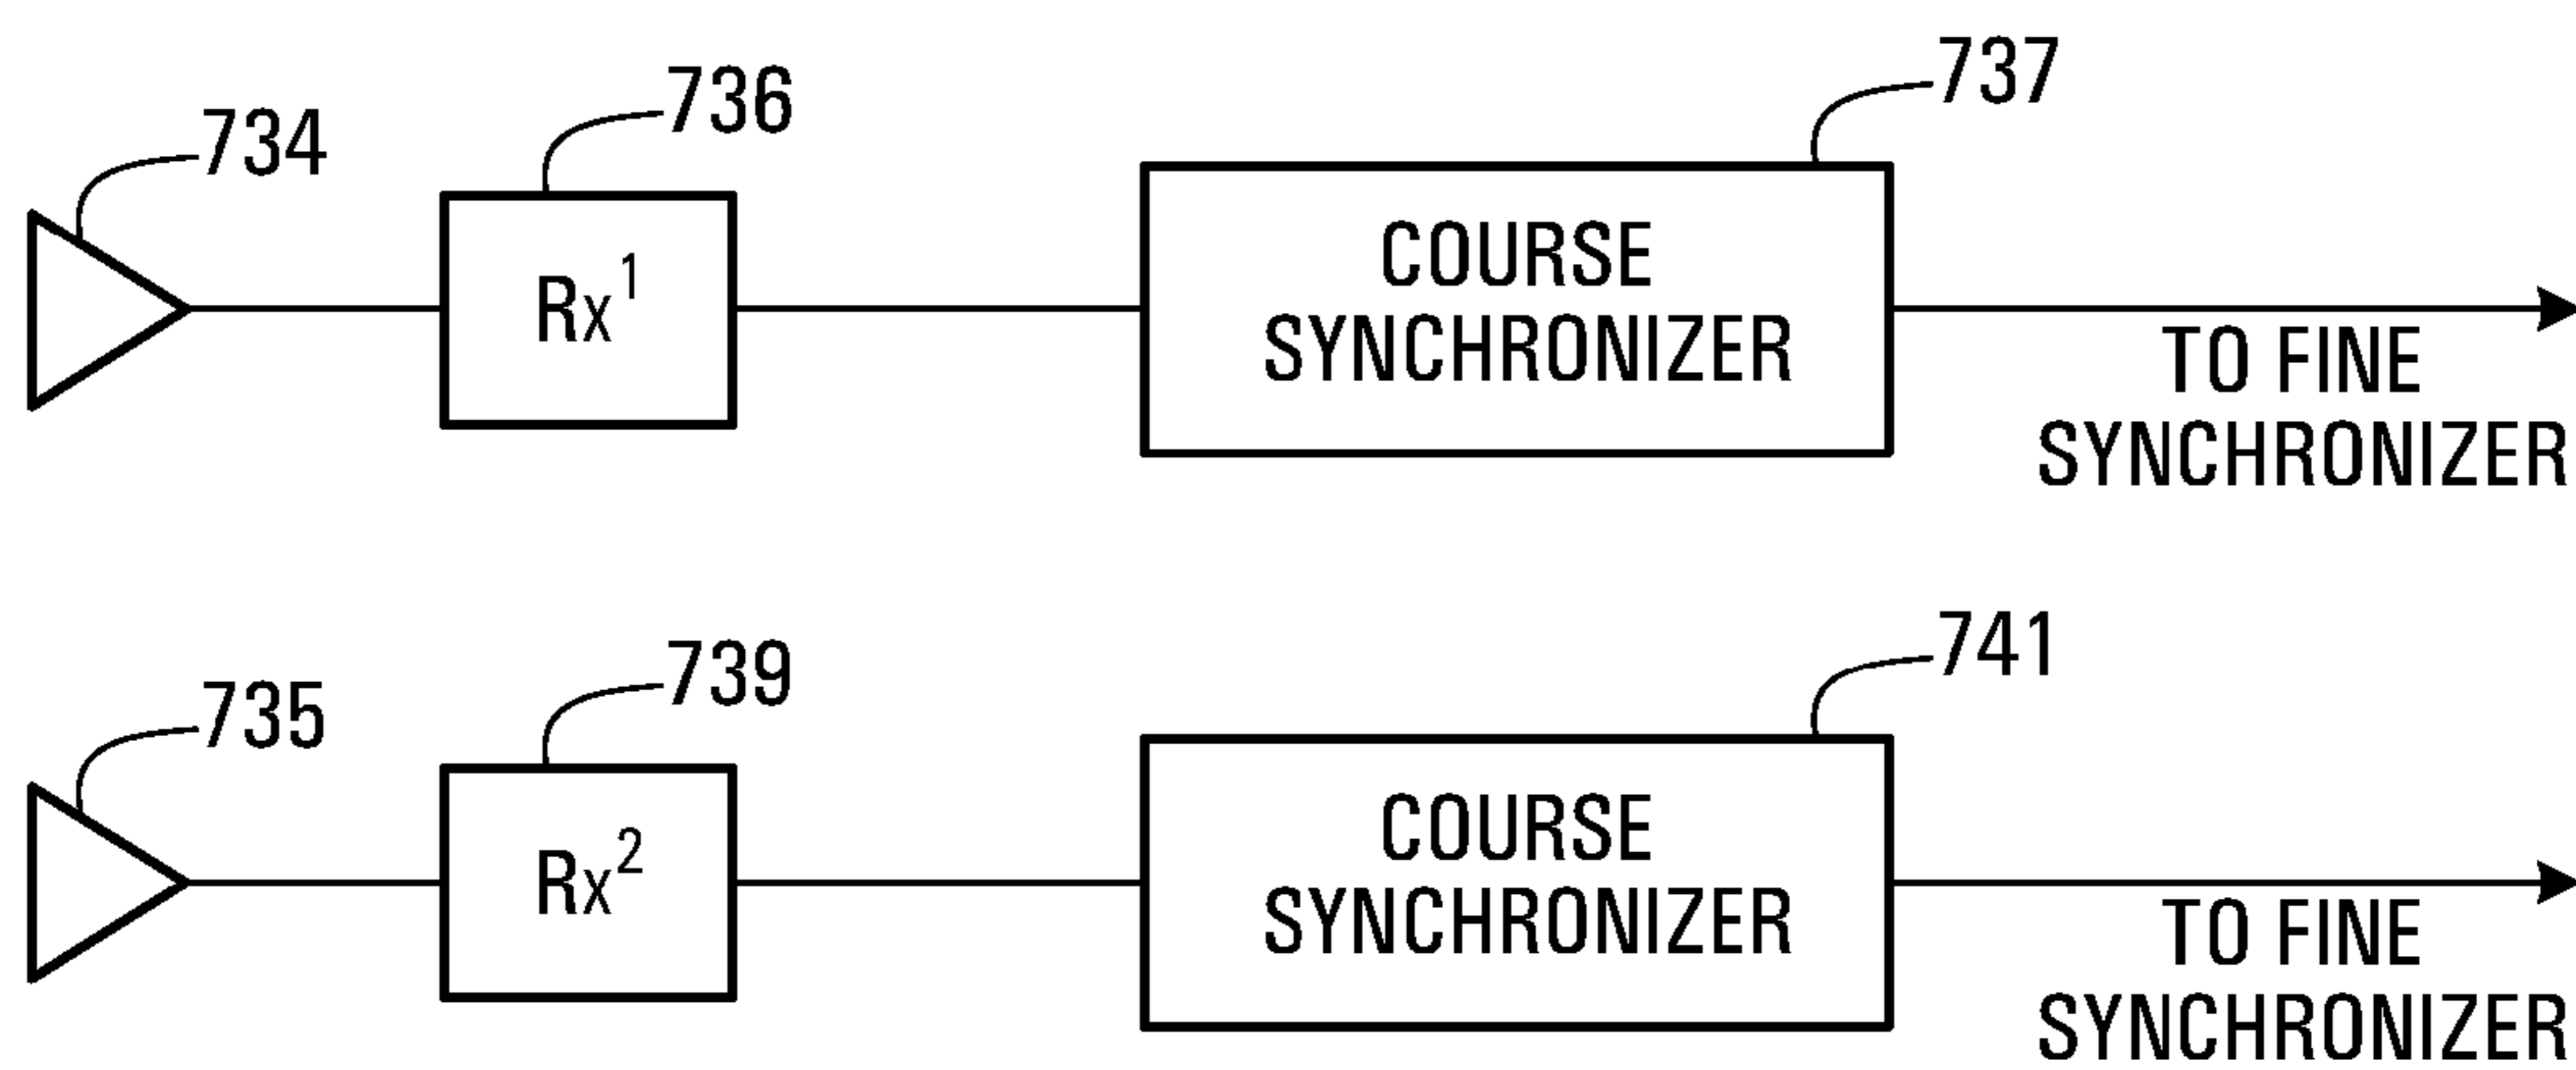 734
736
737
Rx¹
COURSE
SYNCHRONIZER
TO FINE
SYNCHRONIZER
735
739
741
Rx²
COURSE
SYNCHRONIZER
TO FINE
SYNCHRONIZER